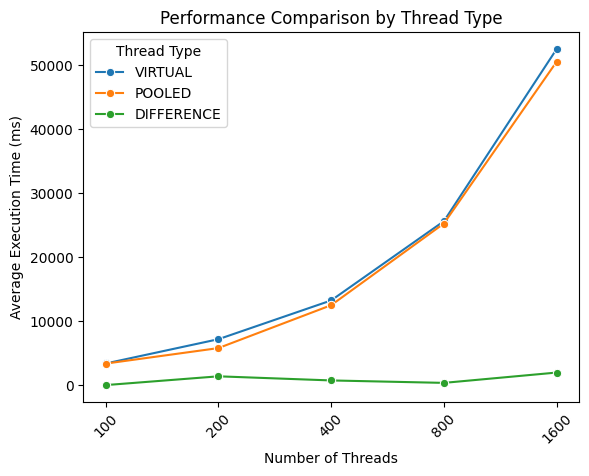 Performance Comparison by Thread Type
Thread Type
VIRTUAL
POOLED
DIFFERENCE
Average Execution Time (ms)
50000
40000
30000
20000
10000
0
100
200
400
800
1600
Number of Threads